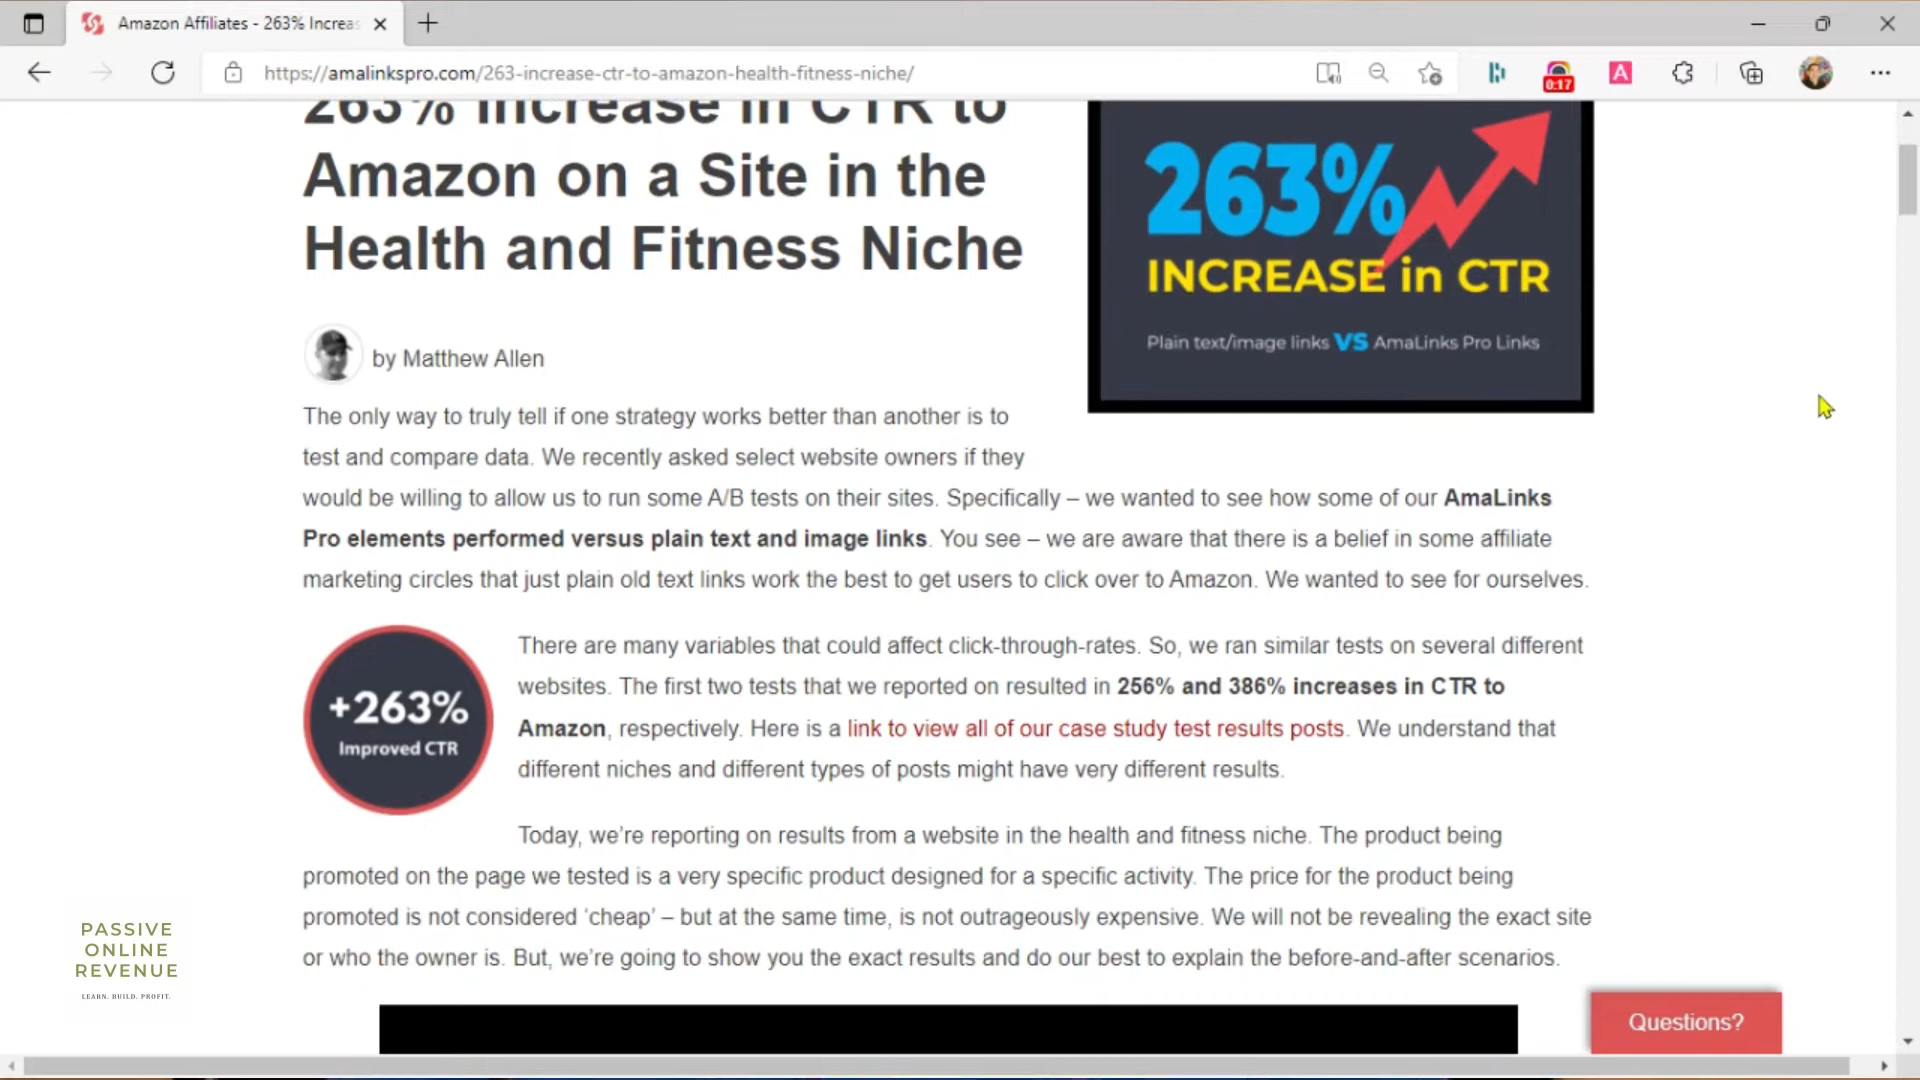 Amazon Affiliates - 263% Increas
https://amalinkspro.com/263-increase-ctr-to-amazon-health-fitness-niche/
A
0:17
263% Increase in CTR to
Amazon on a Site in the
Health and Fitness Niche
263%
INCREASE in CTR
Plain text/image links VS AmaLinks Pro Links
by Matthew Allen
The only way to truly tell if one strategy works better than another is to
test and compare data. We recently asked select website owners if they
would be willing to allow us to run some A/B tests on their sites. Specifically – we wanted to see how some of our AmaLinks
Pro elements performed versus plain text and image links. You see – we are aware that there is a belief in some affiliate
marketing circles that just plain old text links work the best to get users to click over to Amazon. We wanted to see for ourselves.
+263%
Improved CTR
There are many variables that could affect click-through-rates. So, we ran similar tests on several different
websites. The first two tests that we reported on resulted in 256% and 386% increases in CTR to
Amazon, respectively. Here is a link to view all of our case study test results posts. We understand that
different niches and different types of posts might have very different results.
Today, we’re reporting on results from a website in the health and fitness niche. The product being
promoted on the page we tested is a very specific product designed for a specific activity. The price for the product being
promoted is not considered ‘cheap’ – but at the same time, is not outrageously expensive. We will not be revealing the exact site
or who the owner is. But, we’re going to show you the exact results and do our best to explain the before-and-after scenarios.
PASSIVE
ONLINE
REVENUE
LEARN. BUILD. PROFIT.
Questions?